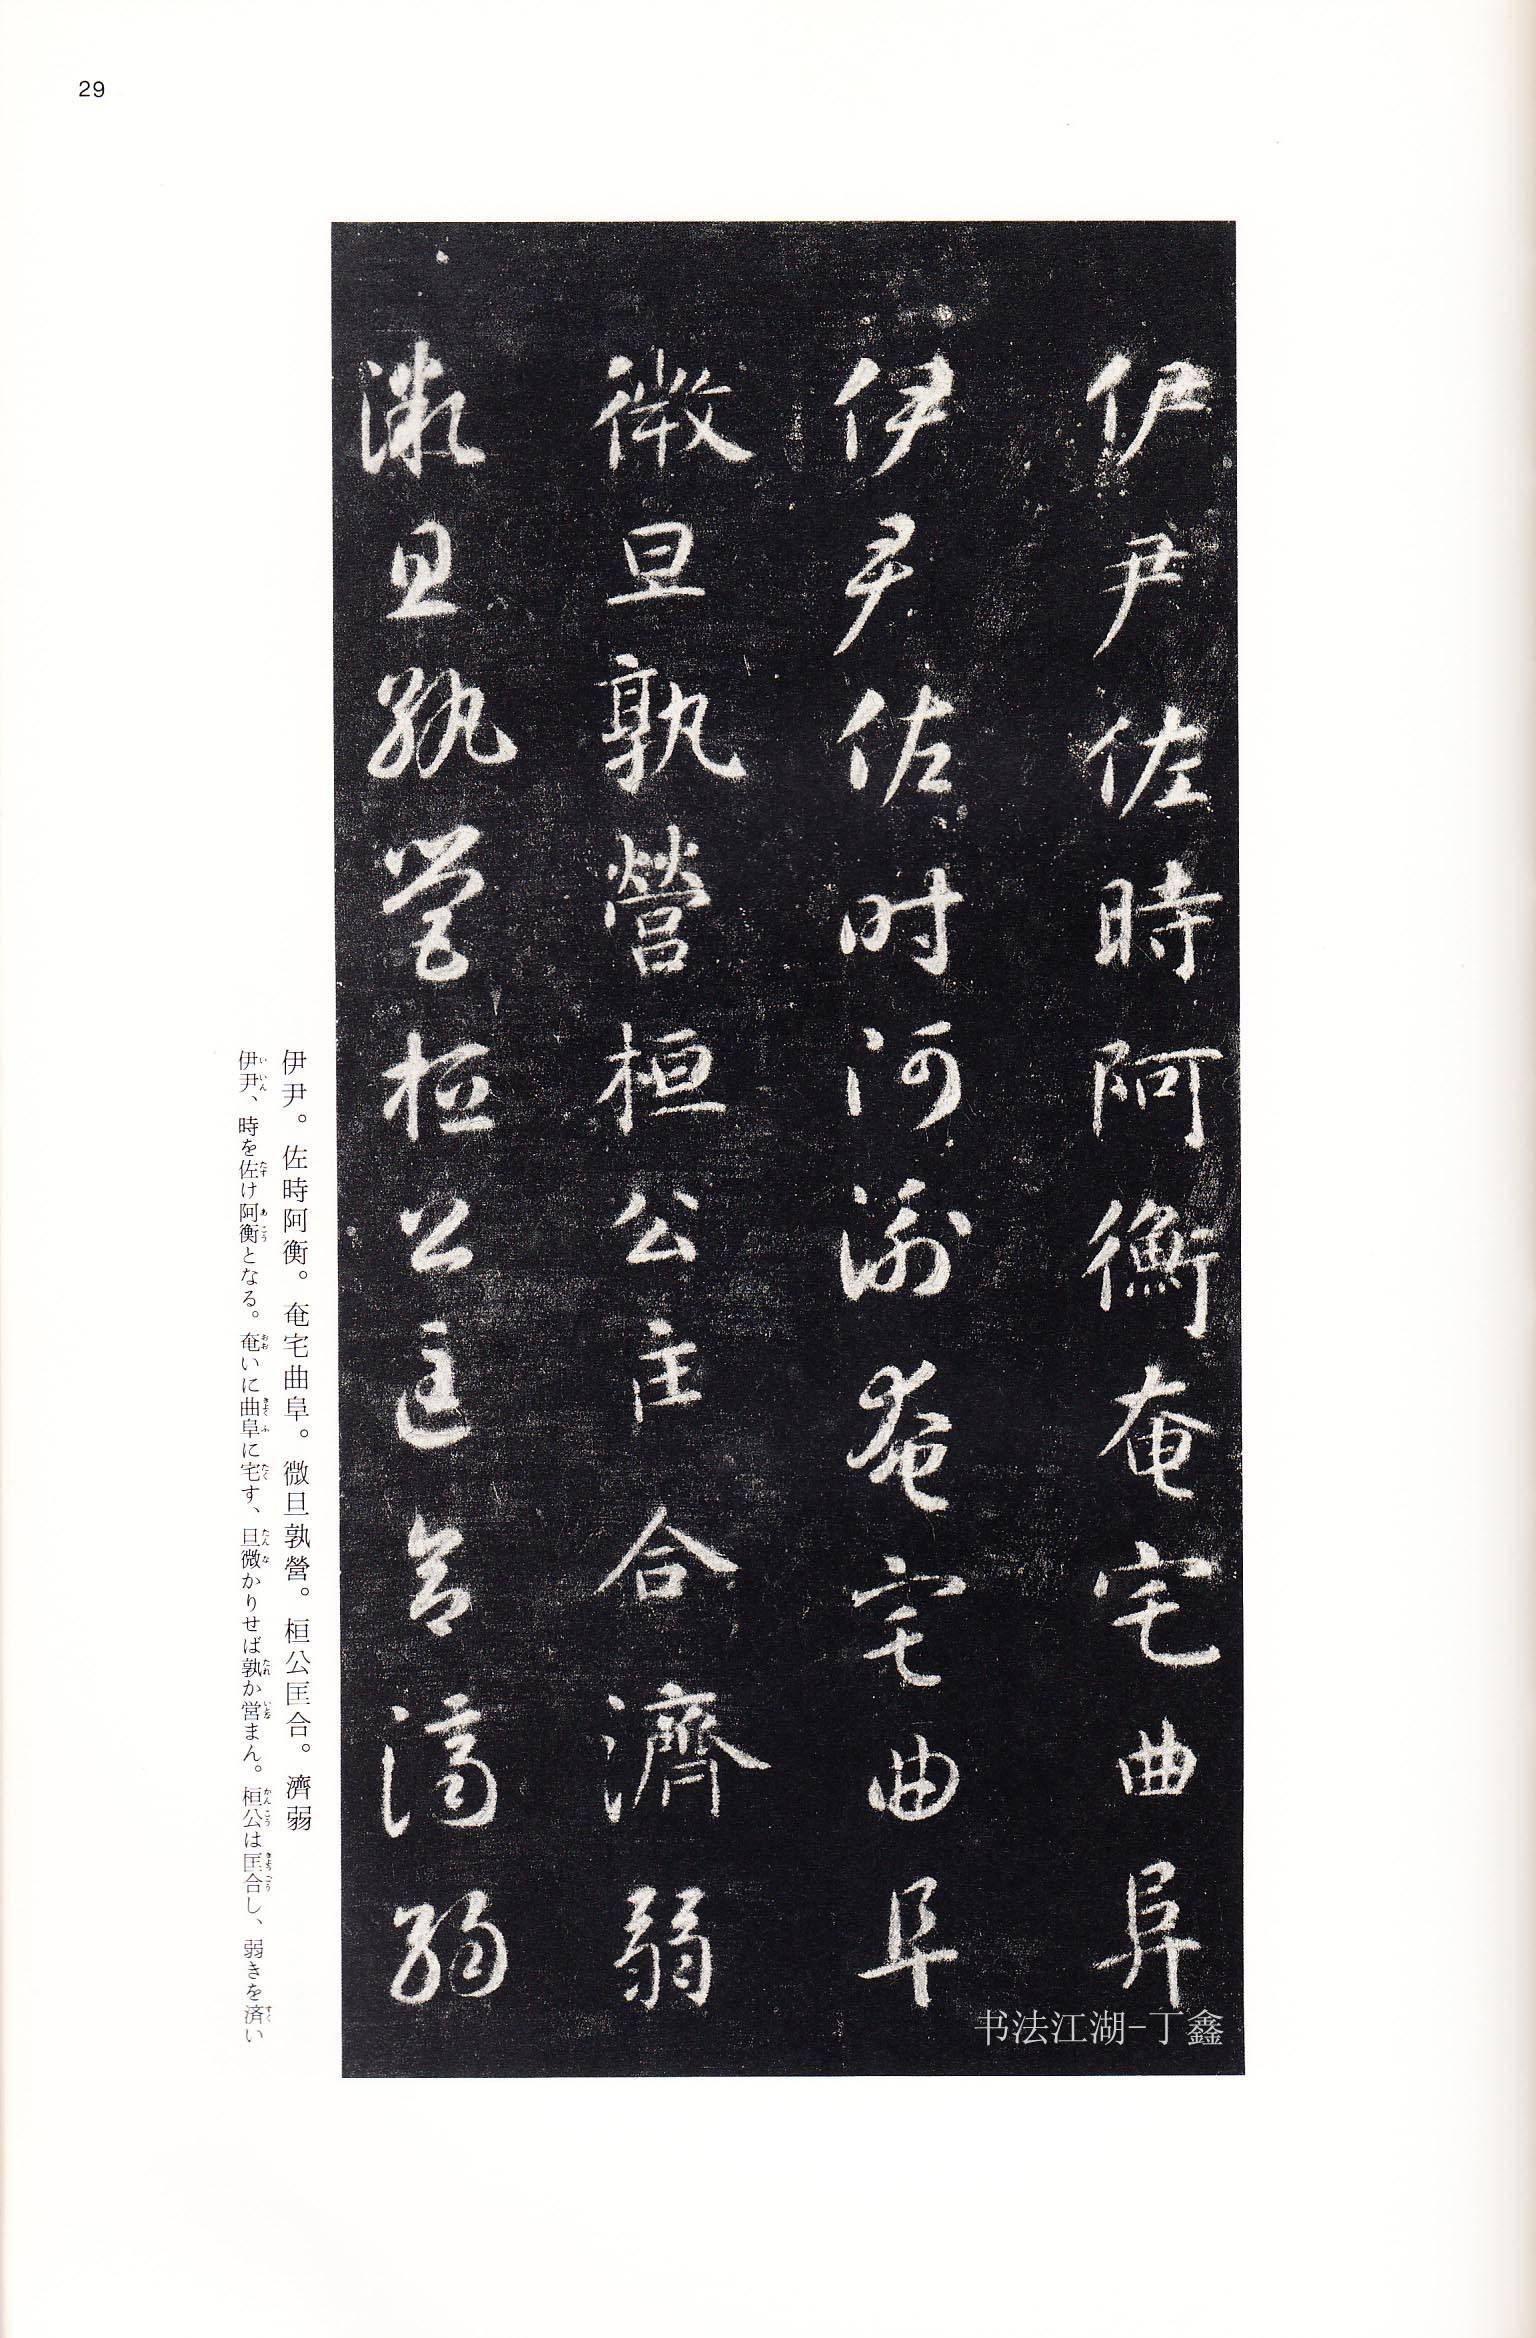 29
伊尹佐時阿衡奄宅曲阜
伊尹佐时阿衡奄宅曲阜
微旦孰營桓公匡合濟弱
微旦孰營桓公匡合濟弱
书法江湖-丁鑫
伊尹。佐時阿衡。奄宅曲阜。微旦孰營。桓公匡合。濟弱
伊尹、時を佐け阿衡となる。奄いに曲阜に宅す、旦微かりせば孰か営まん。桓公は匡合し、弱きを済い